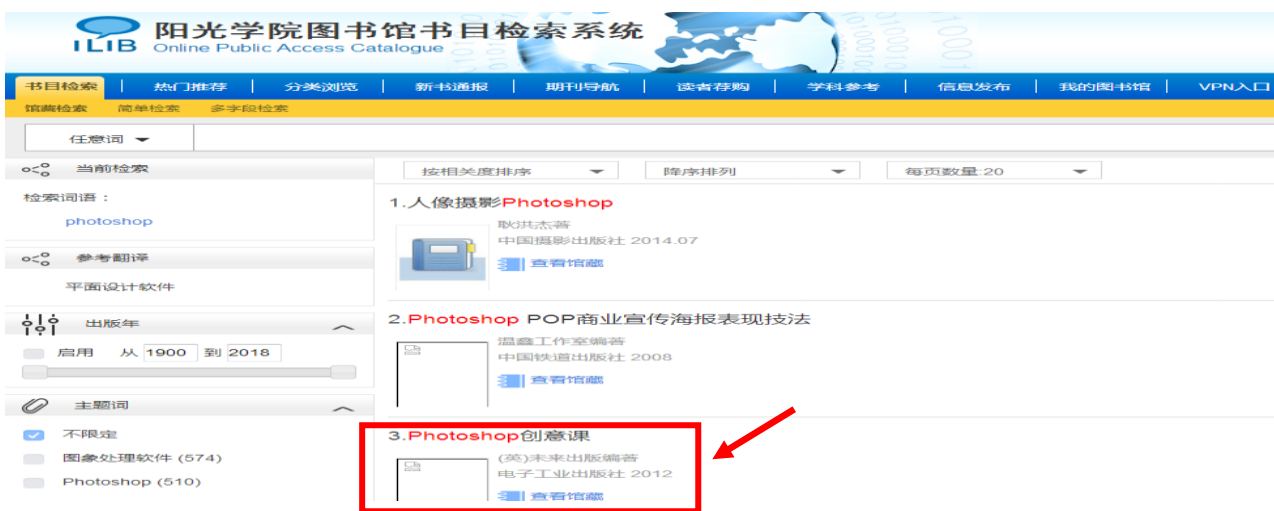 阳光学院图书馆书目检索系统
ILIB Online Public Access Catalogue
书目检索 热门推荐 分类浏览 新书通报 期刊导航 读者荐购 学科参考 信息发布 我的图书馆 VPN入口
馆藏检索 简单检索 多字段检索
任意词
当前检索
检索词语：
photoshop
参考翻译
平面设计软件
出版年
启用 从 1900 到 2018
主题词
不限定
图象处理软件 (574)
Photoshop (510)
按相关度排序 降序排列 每页数量:20
1.人像摄影Photoshop
耿洪杰著
中国摄影出版社 2014.07
查看馆藏
2.Photoshop POP商业宣传海报表现技法
温鑫工作室编著
中国铁道出版社 2008
查看馆藏
3.Photoshop创意课
(英)未来出版编著
电子工业出版社 2012
查看馆藏